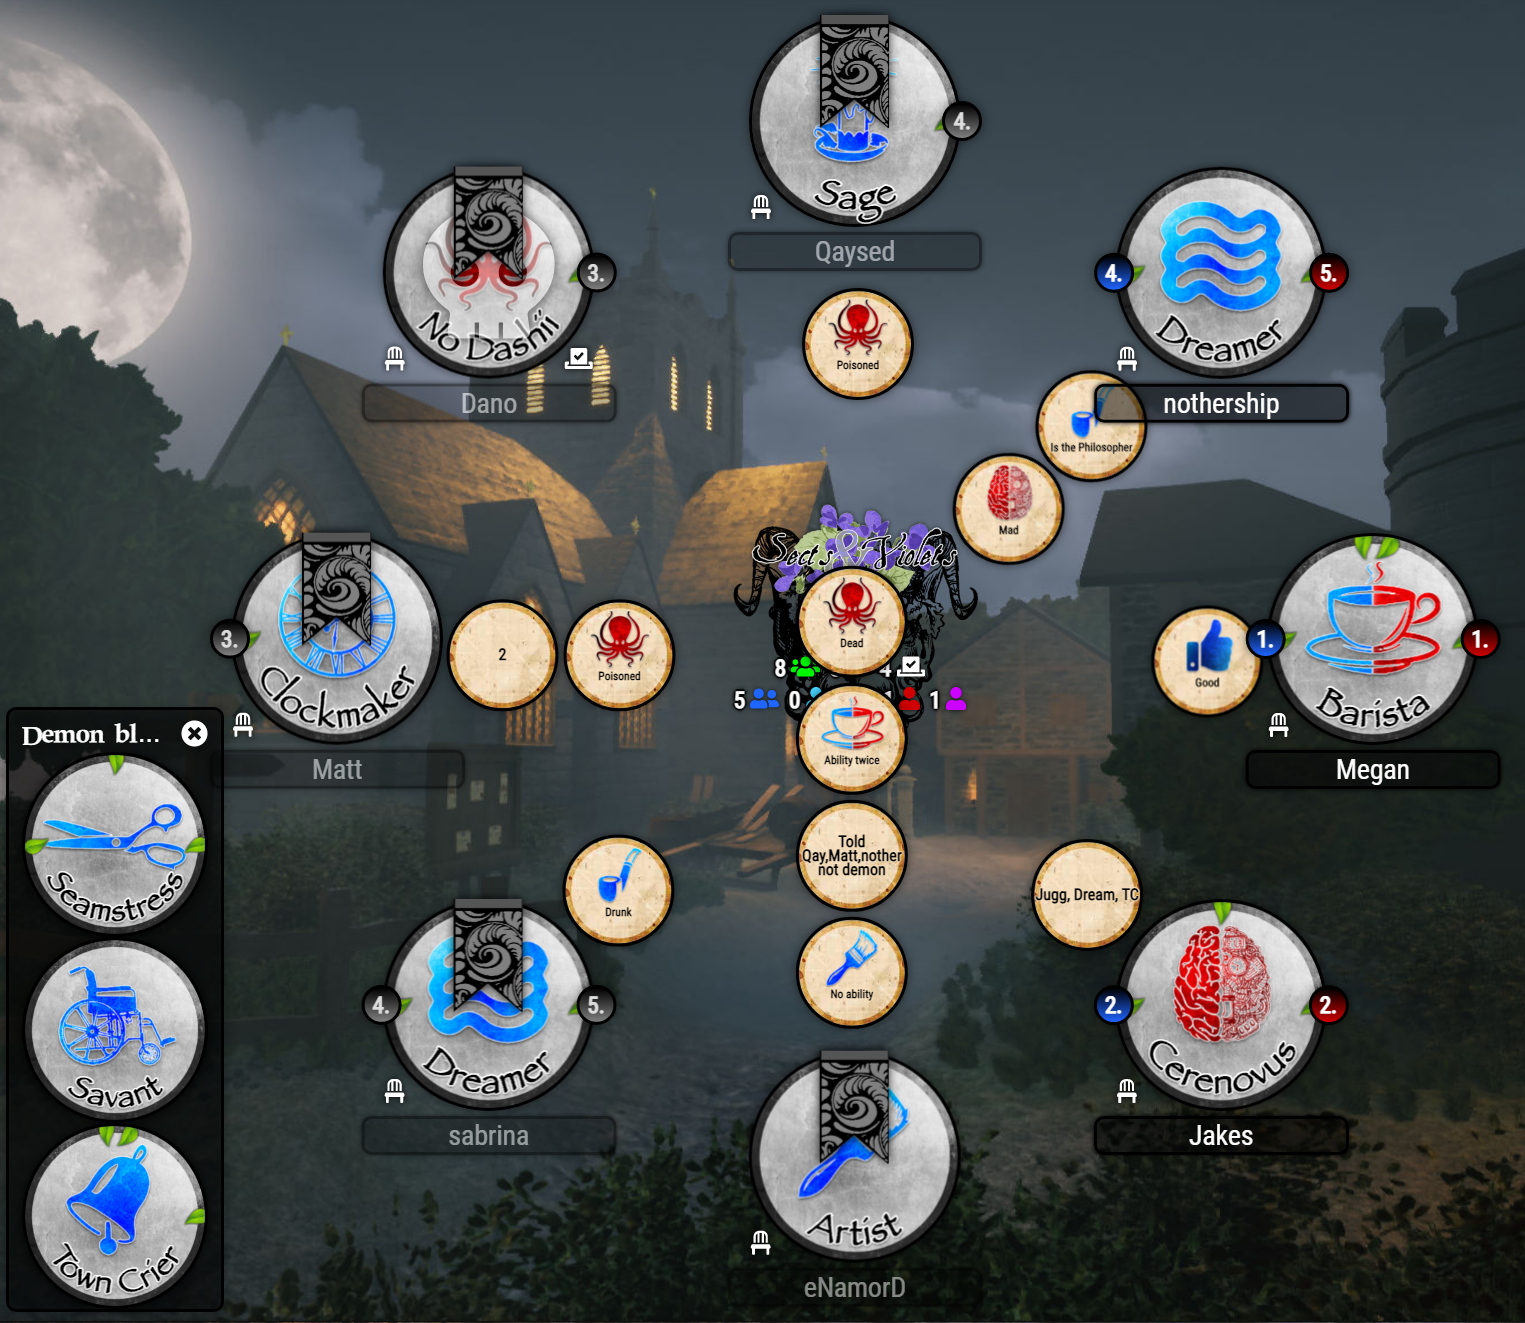 Sage
4.
Qaysed
Poisoned
No Dashii
3.
Dano
Dreamer
4.
5.
nothership
Is the Philosopher
Mad
Sects & Violets
Dead
8
4
5
0
1
Clockmaker
3.
2
Poisoned
Matt
Good
1.
Barista
1.
Megan
Ability twice
Told
Qay,Matt,nother
not demon
Demon bl...
Seamstress
Savant
Town Crier
Drunk
4.
Dreamer
5.
sabrina
No ability
Jugg, Dream, TC
2.
Cerenovus
2.
Jakes
Artist
eNamorD